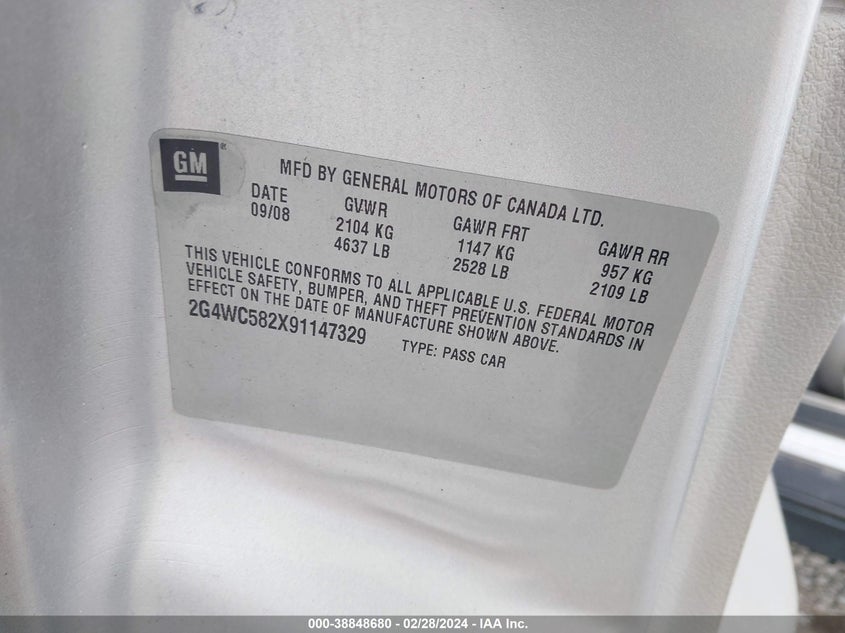 GM
MFD BY GENERAL MOTORS OF CANADA LTD.
DATE GVWR GAWR FRT GAWR RR
09/08 2104 KG 1147 KG 957 KG
4637 LB 2528 LB 2109 LB
THIS VEHICLE CONFORMS TO ALL APPLICABLE U.S. FEDERAL MOTOR
VEHICLE SAFETY, BUMPER, AND THEFT PREVENTION STANDARDS IN
EFFECT ON THE DATE OF MANUFACTURE SHOWN ABOVE.
2G4WC582X91147329 TYPE: PASS CAR
000-38848680 - 02/28/2024 - IAA Inc.